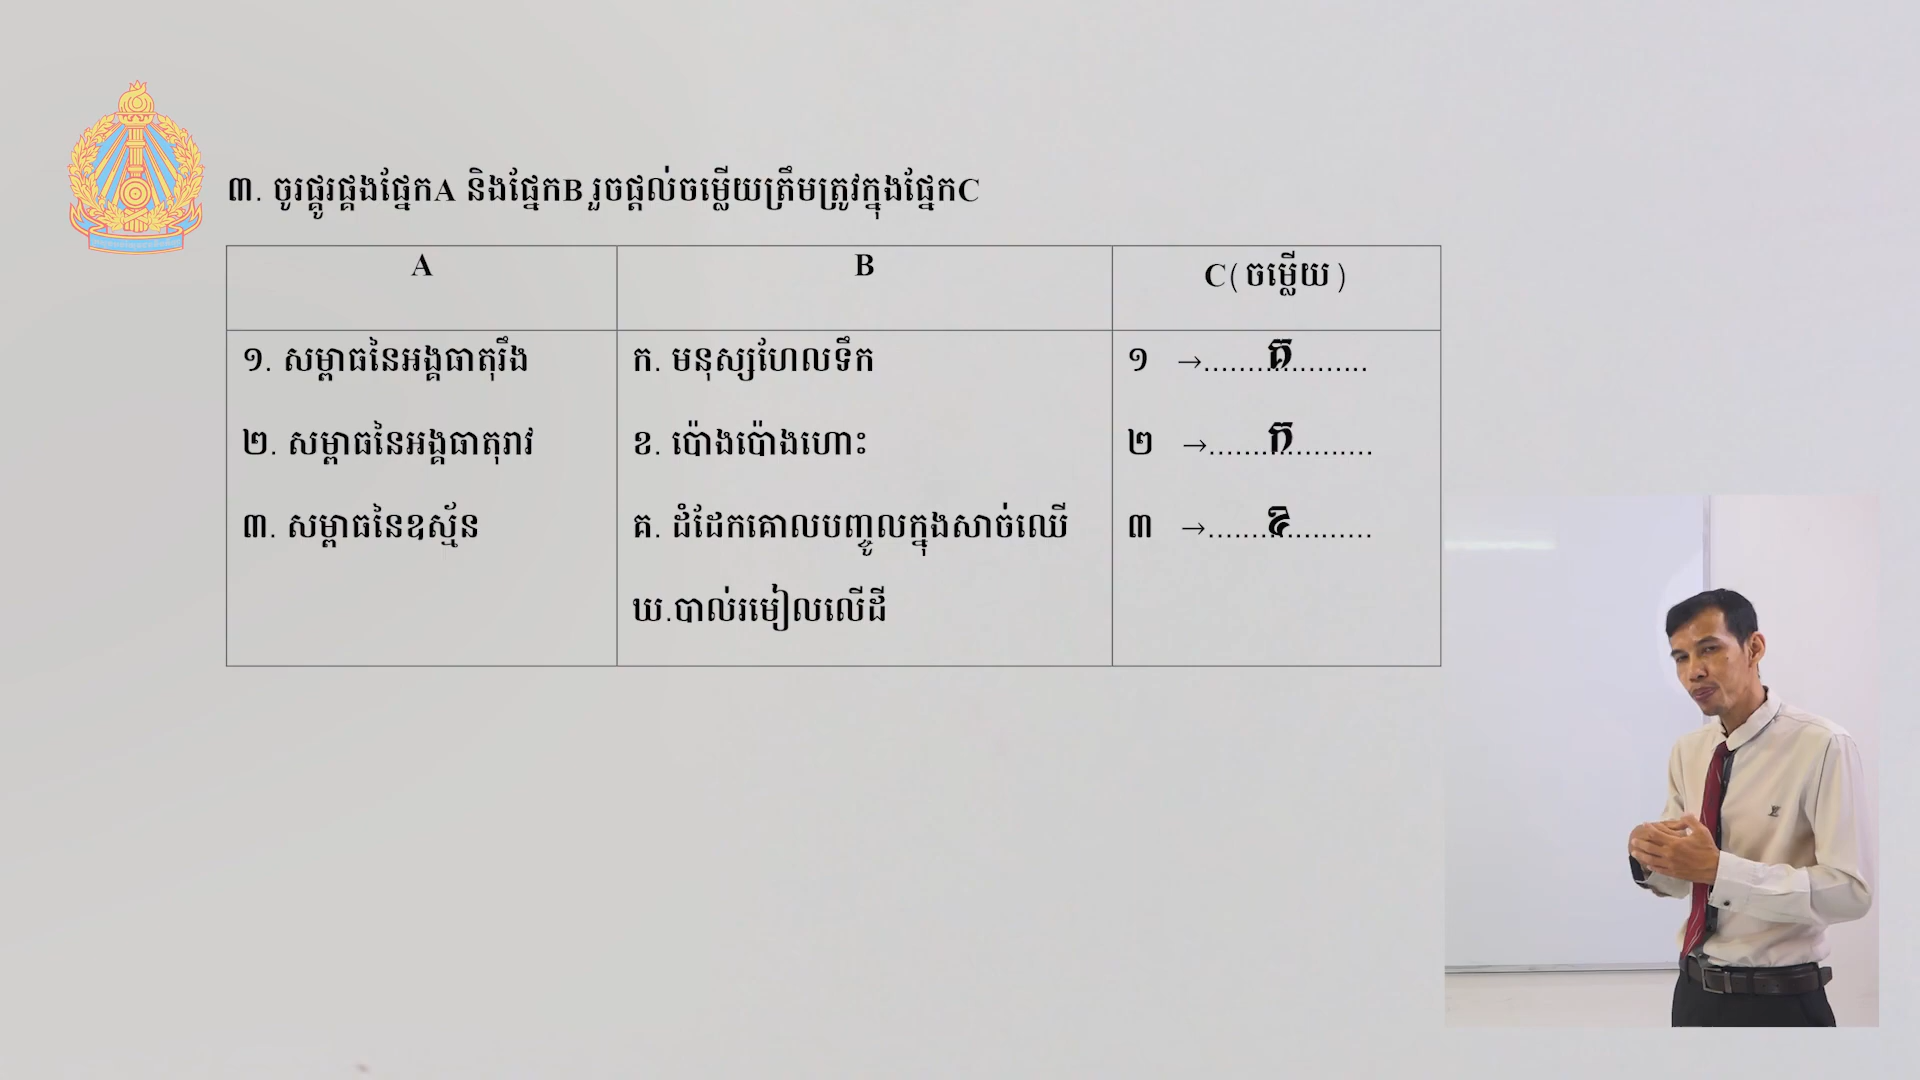 ៣. ចូរផ្គូរផ្គងផ្នែកA និងផ្នែកB រួចផ្តល់ចម្លើយត្រឹមត្រូវក្នុងផ្នែកC
A
B
C(ចម្លើយ)
១. សម្ពាធនៃអង្គធាតុរឹង
ក. មនុស្សហែលទឹក
១ →......គ..................
២. សម្ពាធនៃអង្គធាតុរាវ
ខ. ប៉ោងប៉ោងហោះ
២ →......ក..................
៣. សម្ពាធនៃឧស្ម័ន
គ. ដំដែកគោលបញ្ចូលក្នុងសាច់ឈើ
៣ →......ខ..................
ឃ.បាល់រមៀលលើដី